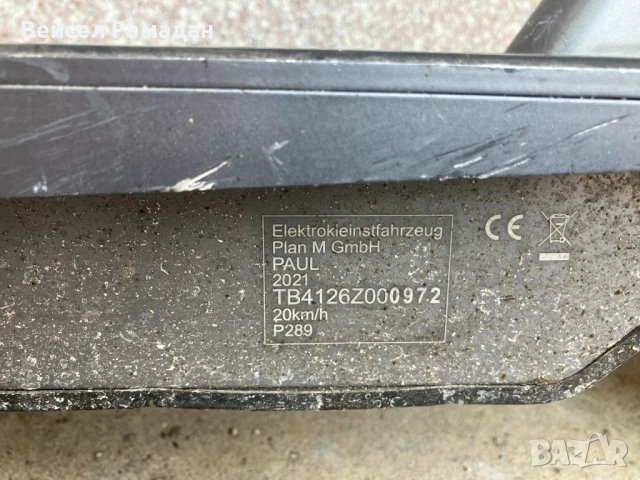 Вейсел Рамадан
Elektrokleinstfahrzeug
Plan M GmbH
PAUL
2021
TB4126Z000972
20km/h
P289
CE
BAZAR